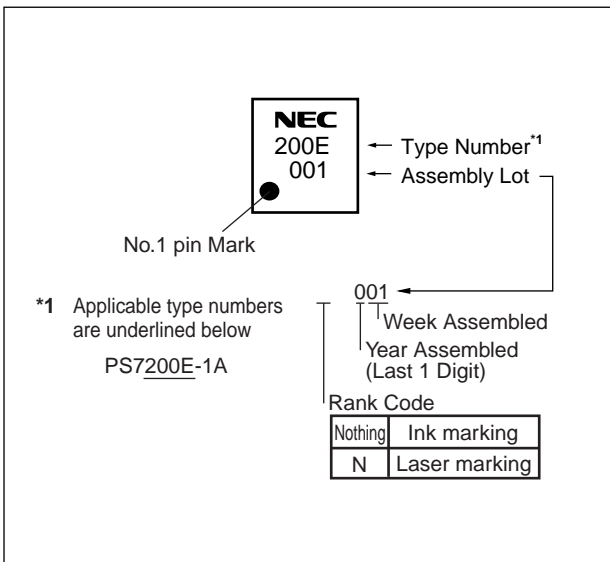 NEC
200E
001
Type Number*1
Assembly Lot
No.1 pin Mark
*1 Applicable type numbers
are underlined below
PS7200E-1A
001
Week Assembled
Year Assembled
(Last 1 Digit)
Rank Code
Nothing Ink marking
N Laser marking